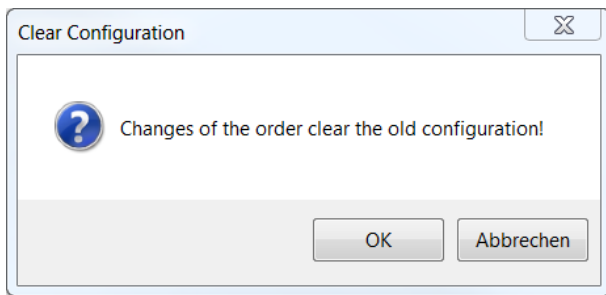 Clear Configuration
Changes of the order clear the old configuration!
OK
Abbrechen